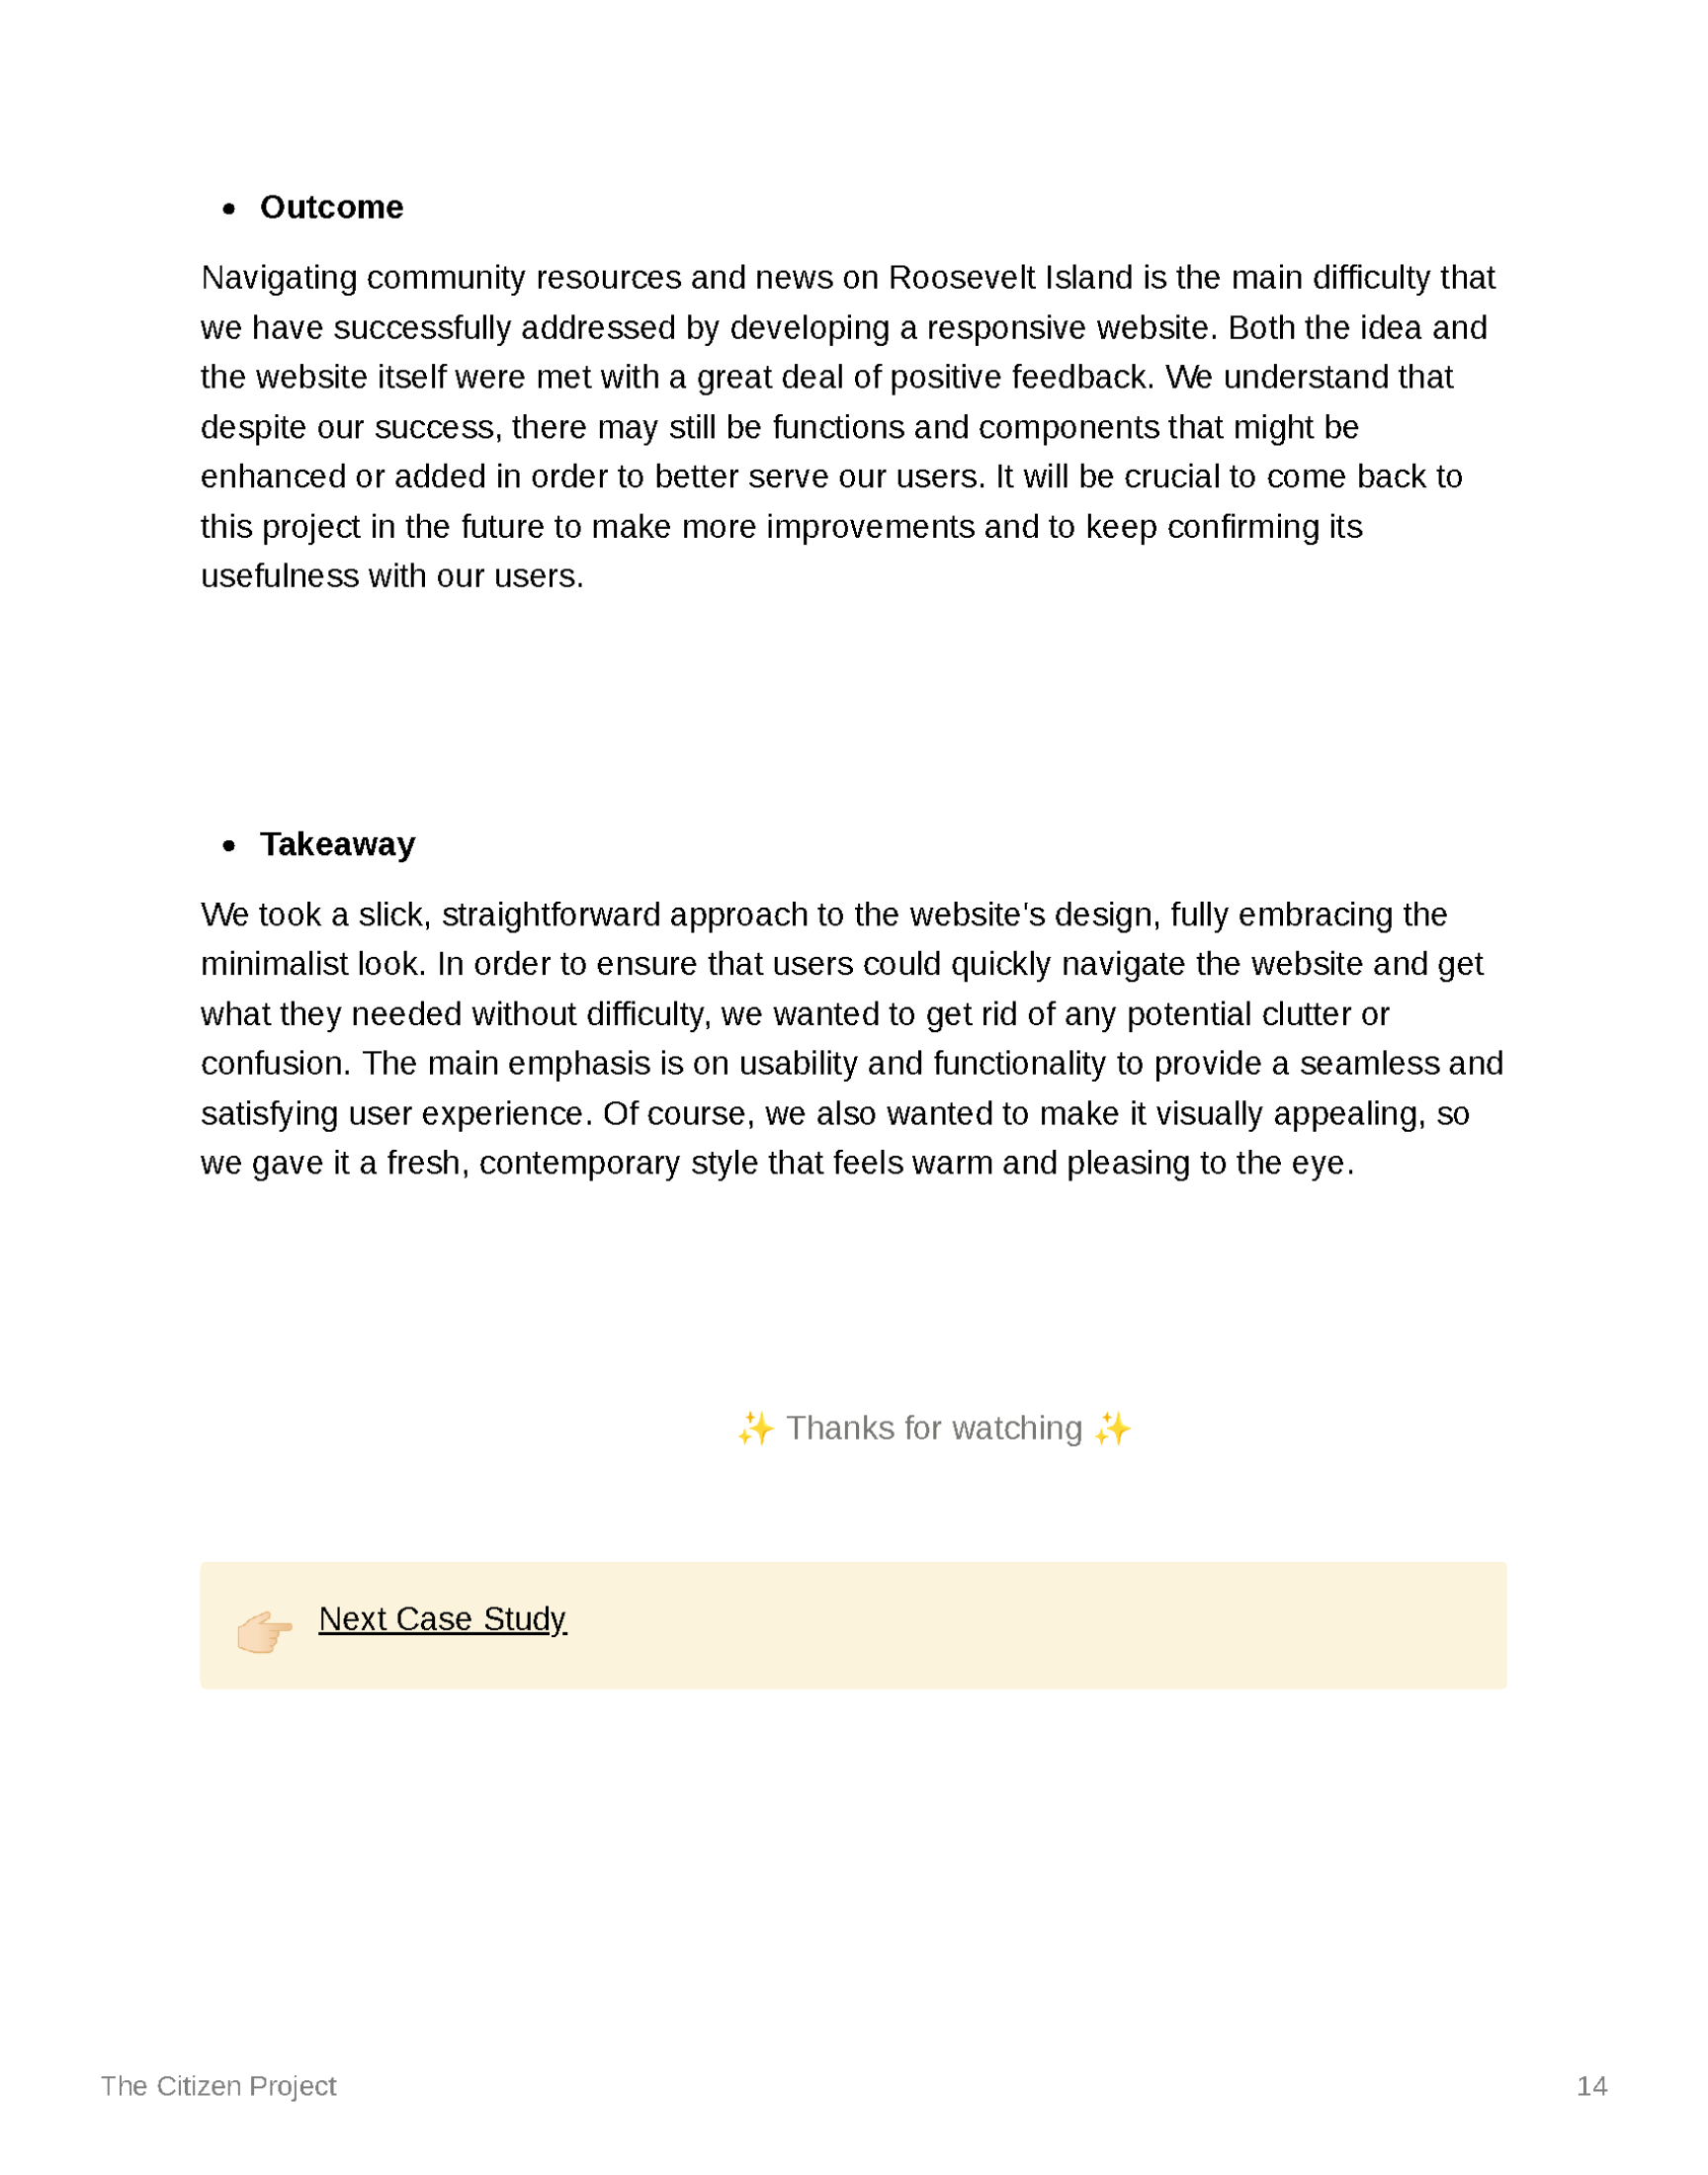 • Outcome
Navigating community resources and news on Roosevelt Island is the main difficulty that
we have successfully addressed by developing a responsive website. Both the idea and
the website itself were met with a great deal of positive feedback. We understand that
despite our success, there may still be functions and components that might be
enhanced or added in order to better serve our users. It will be crucial to come back to
this project in the future to make more improvements and to keep confirming its
usefulness with our users.
• Takeaway
We took a slick, straightforward approach to the website's design, fully embracing the
minimalist look. In order to ensure that users could quickly navigate the website and get
what they needed without difficulty, we wanted to get rid of any potential clutter or
confusion. The main emphasis is on usability and functionality to provide a seamless and
satisfying user experience. Of course, we also wanted to make it visually appealing, so
we gave it a fresh, contemporary style that feels warm and pleasing to the eye.
✨ Thanks for watching ✨
👉🏻 Next Case Study
The Citizen Project 14